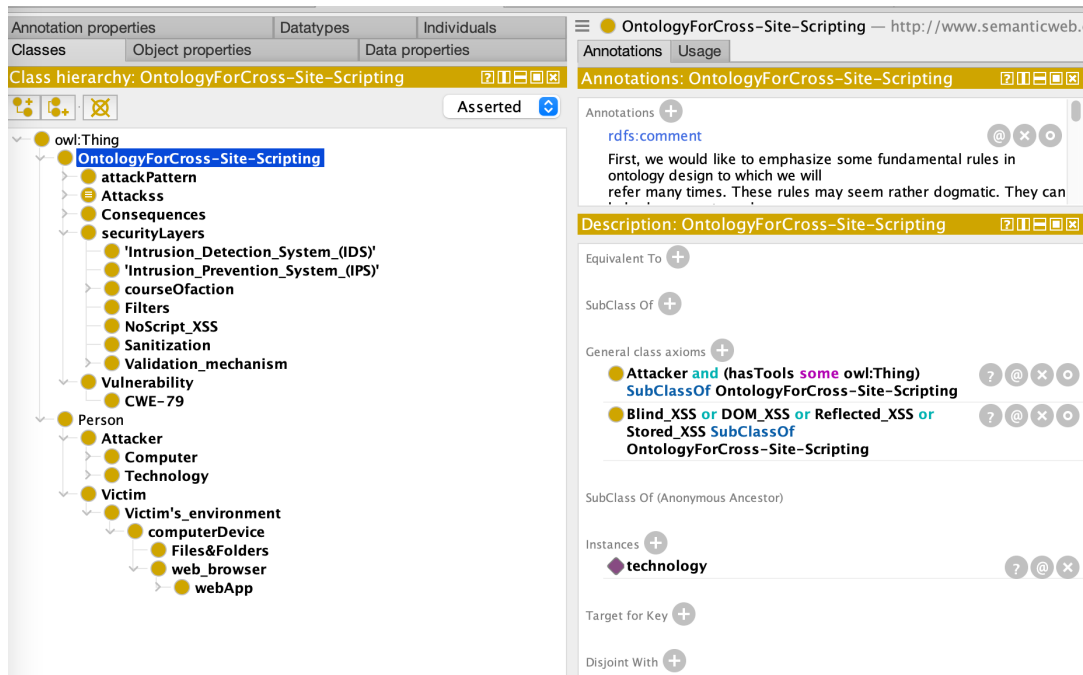 Annotation properties
Datatypes
Individuals
Classes
Object properties
Data properties
Class hierarchy: OntologyForCross-Site-Scripting
Asserted
owl:Thing
OntologyForCross-Site-Scripting
attackPattern
Attackss
Consequences
securityLayers
'Intrusion_Detection_System_(IDS)'
'Intrusion_Prevention_System_(IPS)'
courseOfaction
Filters
NoScript_XSS
Sanitization
Validation_mechanism
Vulnerability
CWE-79
Person
Attacker
Computer
Technology
Victim
Victim's_environment
computerDevice
Files&Folders
web_browser
webApp
OntologyForCross-Site-Scripting — http://www.semanticweb.
Annotations
Usage
Annotations: OntologyForCross-Site-Scripting
Annotations
rdfs:comment
First, we would like to emphasize some fundamental rules in
ontology design to which we will
refer many times. These rules may seem rather dogmatic. They can
Description: OntologyForCross-Site-Scripting
Equivalent To
SubClass Of
General class axioms
Attacker and (hasTools some owl:Thing)
SubClassOf OntologyForCross-Site-Scripting
Blind_XSS or DOM_XSS or Reflected_XSS or
Stored_XSS SubClassOf
OntologyForCross-Site-Scripting
SubClass Of (Anonymous Ancestor)
Instances
technology
Target for Key
Disjoint With